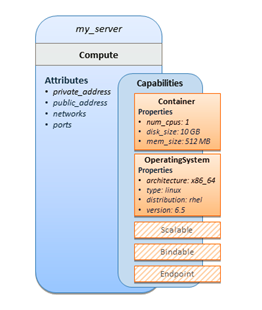 my_server
Compute
Attributes
• private_address
• public_address
• networks
• ports
Capabilities
Container
Properties
• num_cpus: 1
• disk_size: 10 GB
• mem_size: 512 MB
OperatingSystem
Properties
• architecture: x86_64
• type: linux
• distribution: rhel
• version: 6.5
Scalable
Bindable
Endpoint